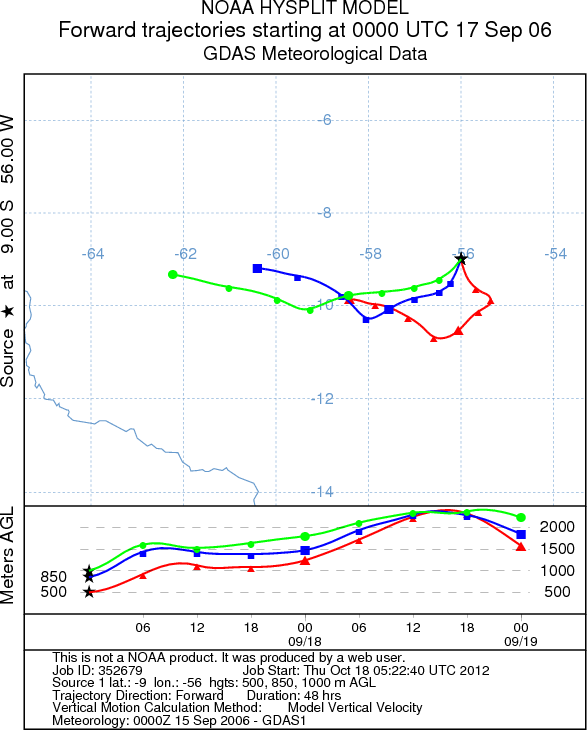 NOAA HYSPLIT MODEL
Forward trajectories starting at 0000 UTC 17 Sep 06
GDAS Meteorological Data
Source ★ at 9.00 S 56.00 W
-6
-8
-64 -62 -60 -58 -56 -54
-10
-12
-14
Meters AGL
2000
1500
850 1000
500 500
06 12 18 00 06 12 18 00
09/18 09/19
This is not a NOAA product. It was produced by a web user.
Job ID: 352679 Job Start: Thu Oct 18 05:22:40 UTC 2012
Source 1 lat.: -9 lon.: -56 hgts: 500, 850, 1000 m AGL
Trajectory Direction: Forward Duration: 48 hrs
Vertical Motion Calculation Method: Model Vertical Velocity
Meteorology: 0000Z 15 Sep 2006 - GDAS1